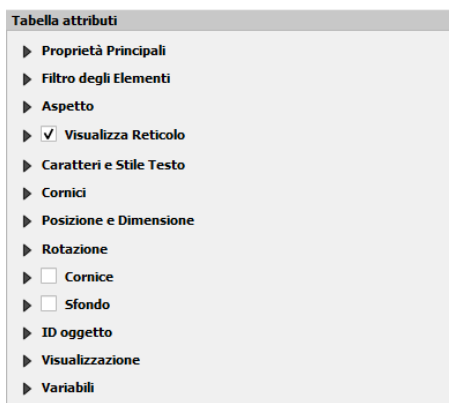 Tabella attributi
Proprietà Principali
Filtro degli Elementi
Aspetto
Visualizza Reticolo
Caratteri e Stile Testo
Cornici
Posizione e Dimensione
Rotazione
Cornice
Sfondo
ID oggetto
Visualizzazione
Variabili